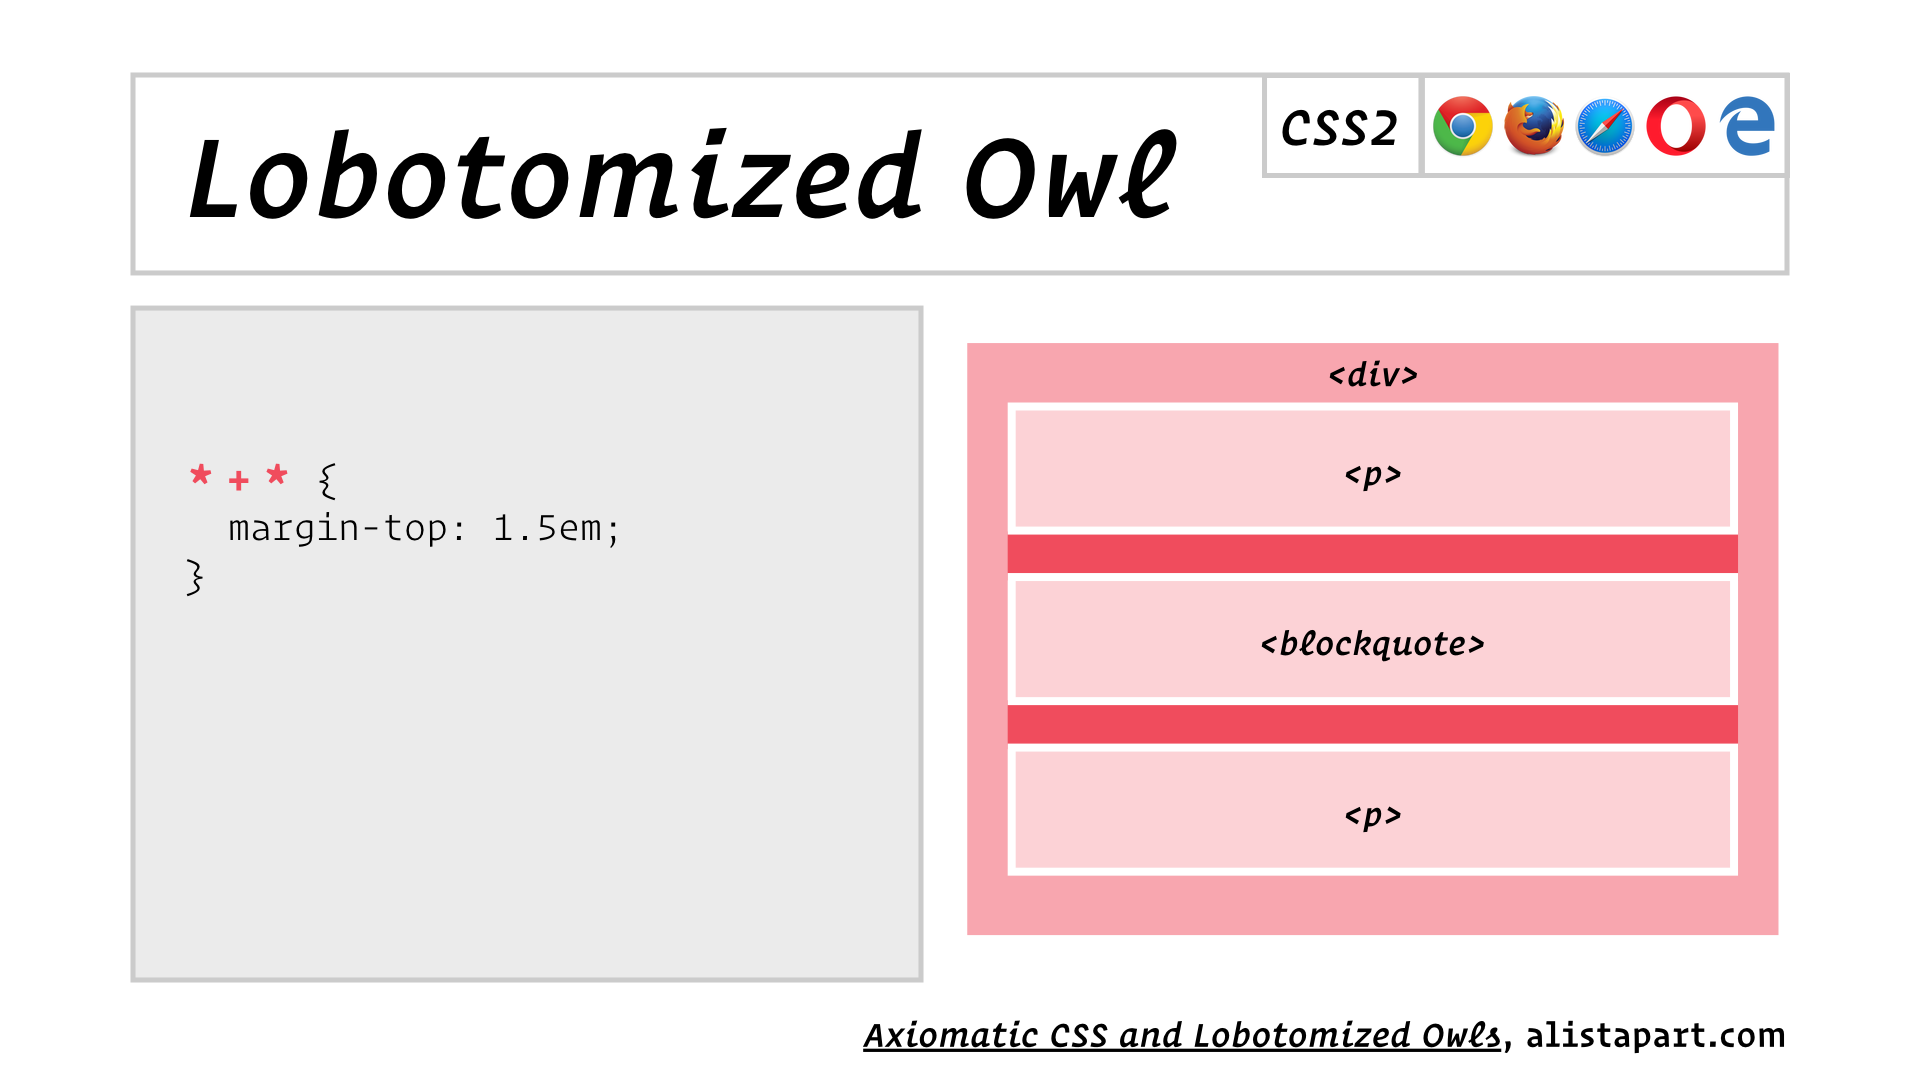 Lobotomized Owl
CSS2
* + * {
margin-top: 1.5em;
}
<div>
<p>
<blockquote>
<p>
Axiomatic CSS and Lobotomized Owls, alistapart.com